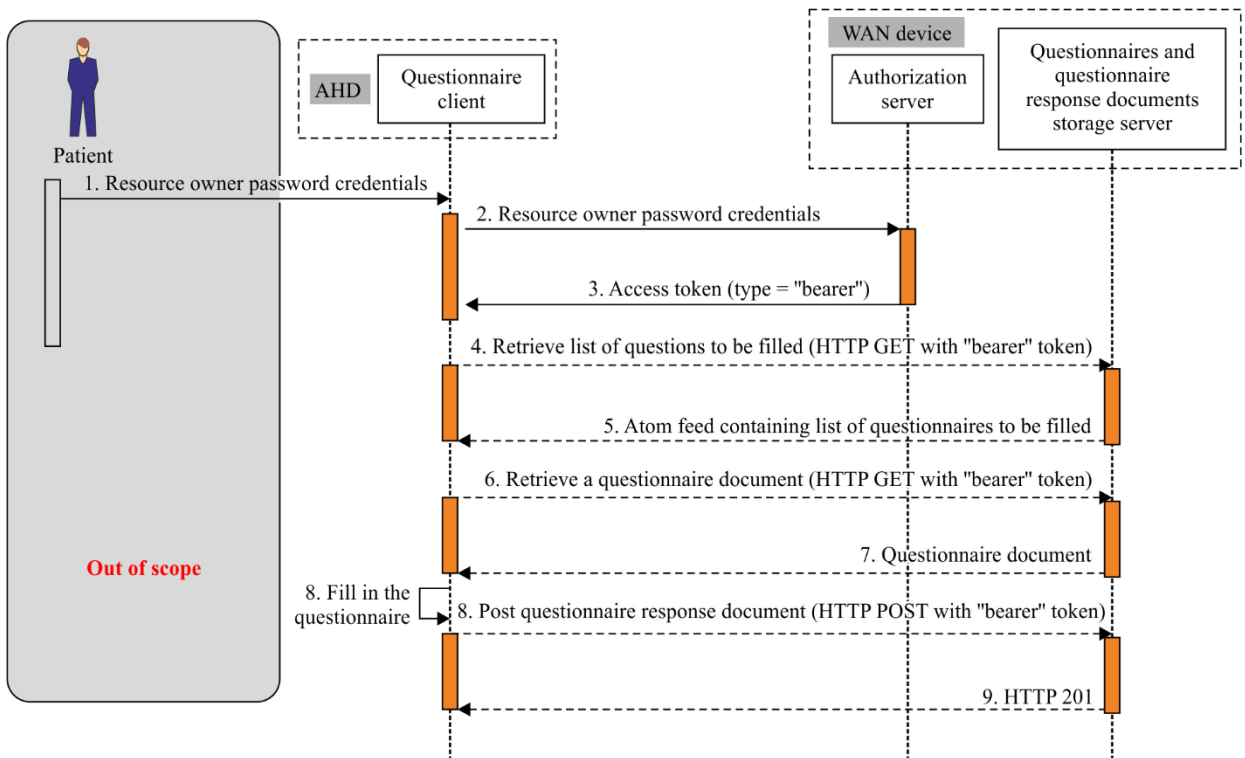 WAN device
AHD
Questionnaire
client
Authorization
server
Questionnaires and
questionnaire
response documents
storage server
Patient
1. Resource owner password credentials
2. Resource owner password credentials
3. Access token (type = "bearer")
4. Retrieve list of questions to be filled (HTTP GET with "bearer" token)
5. Atom feed containing list of questionnaires to be filled
6. Retrieve a questionnaire document (HTTP GET with "bearer" token)
7. Questionnaire document
Out of scope
8. Fill in the
questionnaire
8. Post questionnaire response document (HTTP POST with "bearer" token)
9. HTTP 201